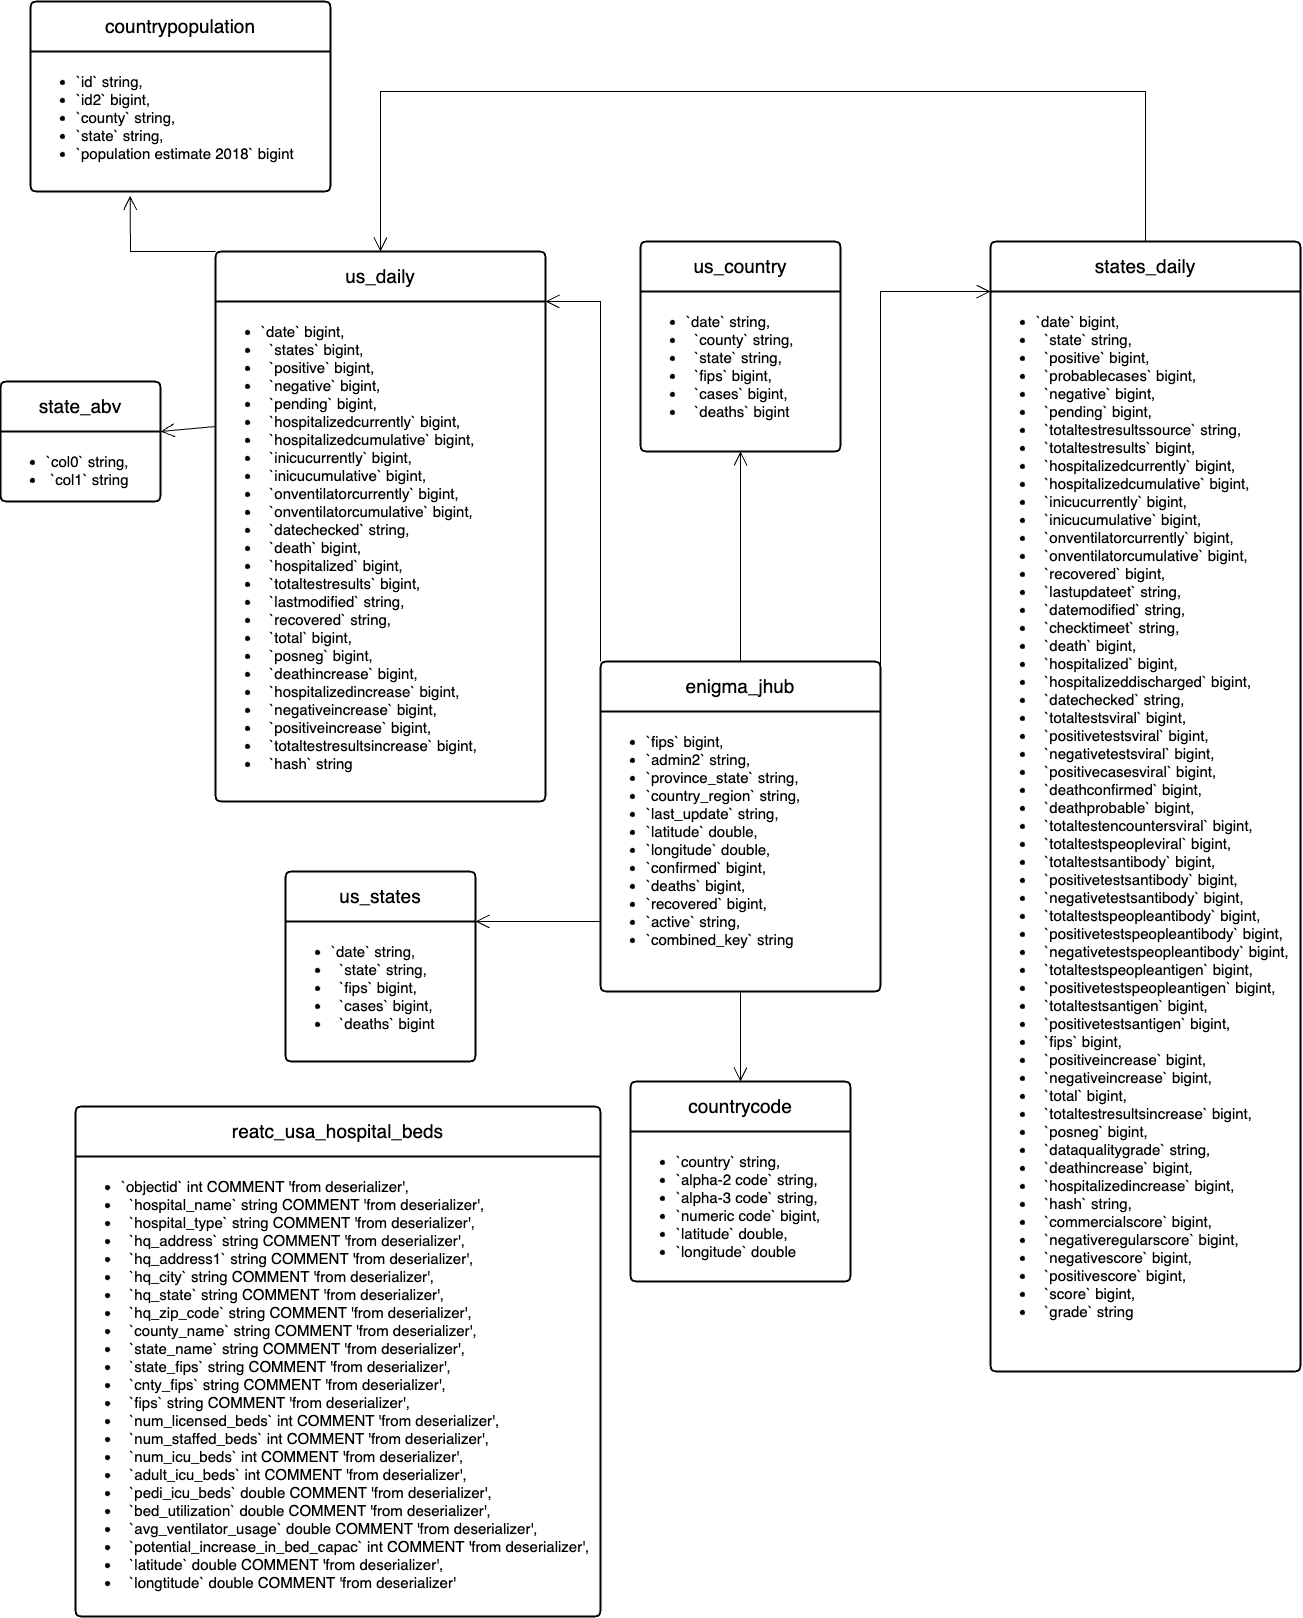 countrypopulation
`id` string,
`id2` bigint,
`county` string,
`state` string,
`population estimate 2018` bigint
us_daily
`date` bigint,
`states` bigint,
`positive` bigint,
`negative` bigint,
`pending` bigint,
`hospitalizedcurrently` bigint,
`hospitalizedcumulative` bigint,
`inicucurrently` bigint,
`inicucumulative` bigint,
`onventilatorcurrently` bigint,
`onventilatorcumulative` bigint,
`datechecked` string,
`death` bigint,
`hospitalized` bigint,
`totaltestresults` bigint,
`lastmodified` string,
`recovered` string,
`total` bigint,
`posneg` bigint,
`deathincrease` bigint,
`hospitalizedincrease` bigint,
`negativeincrease` bigint,
`positiveincrease` bigint,
`totaltestresultsincrease` bigint,
`hash` string
us_country
`date` string,
`county` string,
`state` string,
`fips` bigint,
`cases` bigint,
`deaths` bigint
states_daily
`date` bigint,
`state` string,
`positive` bigint,
`probablecases` bigint,
`negative` bigint,
`pending` bigint,
`totaltestresultssource` string,
`totaltestresults` bigint,
`hospitalizedcurrently` bigint,
`hospitalizedcumulative` bigint,
`inicucurrently` bigint,
`inicucumulative` bigint,
`onventilatorcurrently` bigint,
`onventilatorcumulative` bigint,
`recovered` bigint,
`lastupdateet` string,
`datemodified` string,
`checktimeet` string,
`death` bigint,
`hospitalized` bigint,
`hospitalizeddischarged` bigint,
`datechecked` string,
`totaltestsviral` bigint,
`positivetestsviral` bigint,
`negativetestsviral` bigint,
`positivecasesviral` bigint,
`deathconfirmed` bigint,
`deathprobable` bigint,
`totaltestencountersviral` bigint,
`totaltestspeopleviral` bigint,
`totaltestsantibody` bigint,
`positivetestsantibody` bigint,
`negativetestsantibody` bigint,
`totaltestspeopleantibody` bigint,
`positivetestspeopleantibody` bigint,
`negativetestspeopleantibody` bigint,
`totaltestspeopleantigen` bigint,
`positivetestspeopleantigen` bigint,
`totaltestsantigen` bigint,
`positivetestsantigen` bigint,
`fips` bigint,
`positiveincrease` bigint,
`negativeincrease` bigint,
`total` bigint,
`totaltestresultsincrease` bigint,
`posneg` bigint,
`dataqualitygrade` string,
`deathincrease` bigint,
`hospitalizedincrease` bigint,
`hash` string,
`commercialscore` bigint,
`negativeregularscore` bigint,
`negativescore` bigint,
`positivescore` bigint,
`score` bigint,
`grade` string
state_abv
`col0` string,
`col1` string
enigma_jhub
`fips` bigint,
`admin2` string,
`province_state` string,
`country_region` string,
`last_update` string,
`latitude` double,
`longitude` double,
`confirmed` bigint,
`deaths` bigint,
`recovered` bigint,
`active` string,
`combined_key` string
us_states
`date` string,
`state` string,
`fips` bigint,
`cases` bigint,
`deaths` bigint
countrycode
`country` string,
`alpha-2 code` string,
`alpha-3 code` string,
`numeric code` bigint,
`latitude` double,
`longitude` double
reatc_usa_hospital_beds
`objectid` int COMMENT 'from deserializer',
`hospital_name` string COMMENT 'from deserializer',
`hospital_type` string COMMENT 'from deserializer',
`hq_address` string COMMENT 'from deserializer',
`hq_address1` string COMMENT 'from deserializer',
`hq_city` string COMMENT 'from deserializer',
`hq_state` string COMMENT 'from deserializer',
`hq_zip_code` string COMMENT 'from deserializer',
`county_name` string COMMENT 'from deserializer',
`state_name` string COMMENT 'from deserializer',
`state_fips` string COMMENT 'from deserializer',
`cnty_fips` string COMMENT 'from deserializer',
`fips` string COMMENT 'from deserializer',
`num_licensed_beds` int COMMENT 'from deserializer',
`num_staffed_beds` int COMMENT 'from deserializer',
`num_icu_beds` int COMMENT 'from deserializer',
`adult_icu_beds` int COMMENT 'from deserializer',
`pedi_icu_beds` double COMMENT 'from deserializer',
`bed_utilization` double COMMENT 'from deserializer',
`avg_ventilator_usage` double COMMENT 'from deserializer',
`potential_increase_in_bed_capac` int COMMENT 'from deserializer',
`latitude` double COMMENT 'from deserializer',
`longtitude` double COMMENT 'from deserializer'